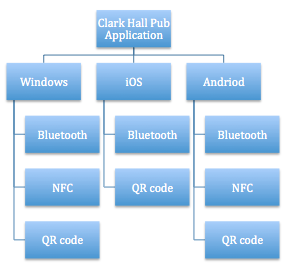 Clark Hall Pub
Application
Windows
iOS
Andriod
Bluetooth
Bluetooth
Bluetooth
NFC
QR code
NFC
QR code
QR code